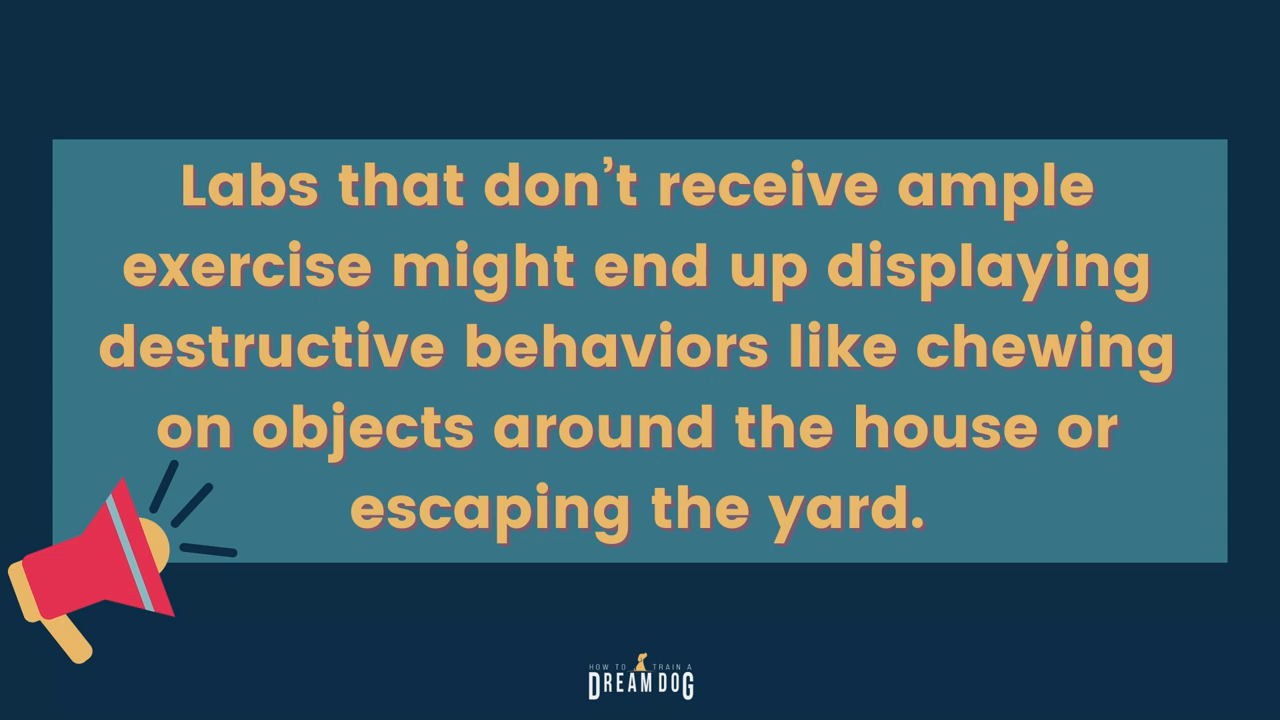 Labs that don’t receive ample
exercise might end up displaying
destructive behaviors like chewing
on objects around the house or
escaping the yard.
HOW TO TRAIN A
DREAM DOG